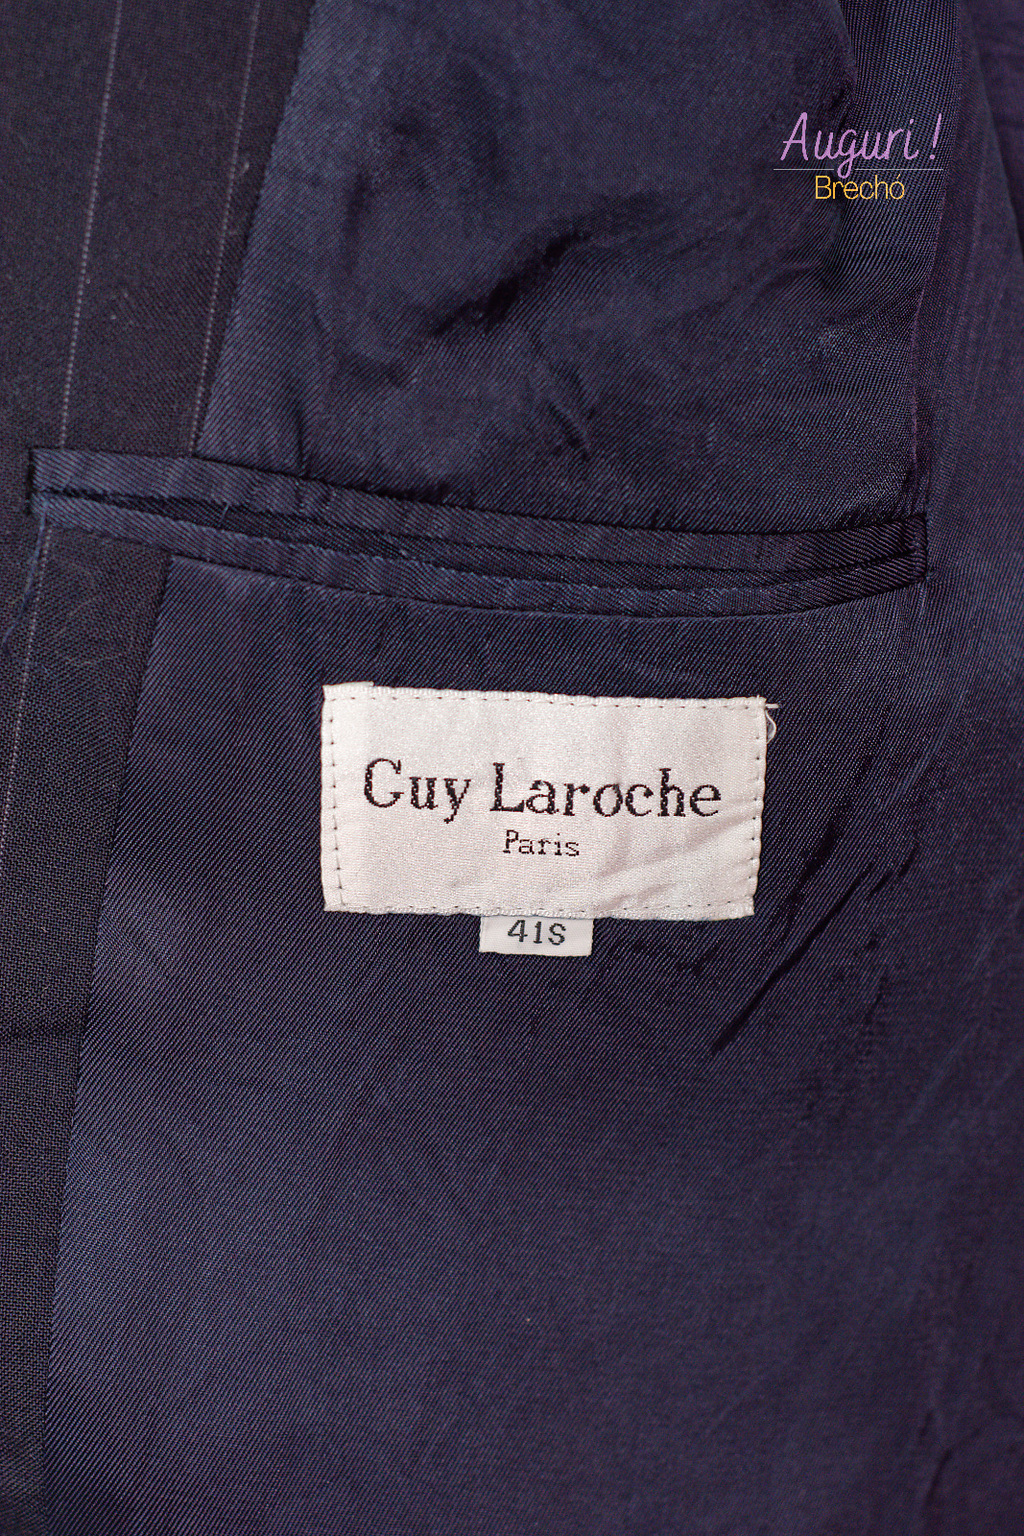 Auguri!
Brechó
Guy Laroche
Paris
41S